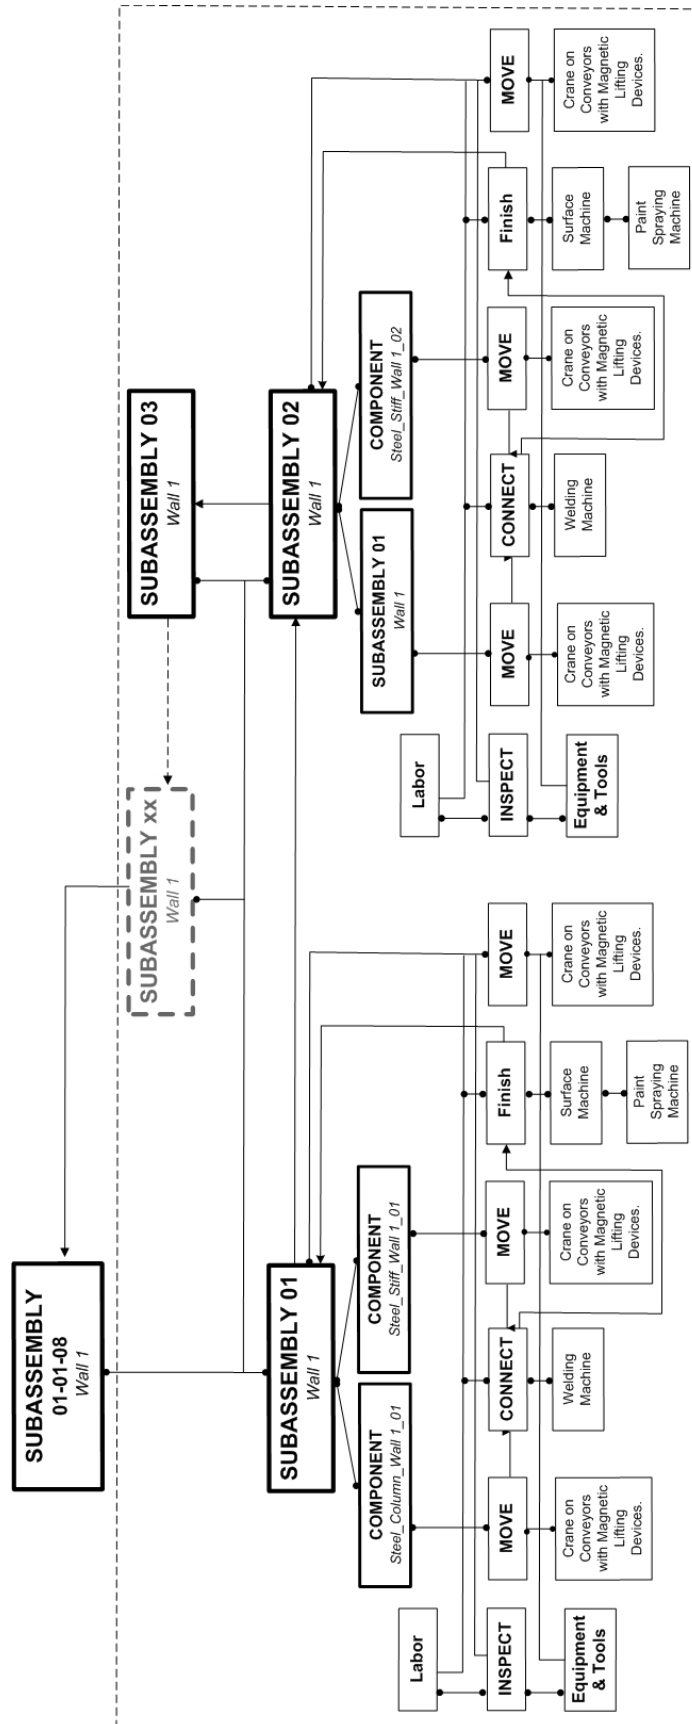 SUBASSEMBLY
01-01-08
Wall 1
SUBASSEMBLY xx
Wall 1
SUBASSEMBLY 03
Wall 1
SUBASSEMBLY 01
Wall 1
SUBASSEMBLY 02
Wall 1
COMPONENT
Steel_Column_Wall 1_01
COMPONENT
Steel_Stiff_Wall 1_01
SUBASSEMBLY 01
Wall 1
COMPONENT
Steel_Stiff_Wall 1_02
Labor
INSPECT
Equipment
& Tools
MOVE
Crane on
Conveyors
with Magnetic
Lifting
Devices.
CONNECT
Welding
Machine
MOVE
Crane on
Conveyors
with Magnetic
Lifting
Devices.
Finish
Surface
Machine
Paint
Spraying
Machine
MOVE
Crane on
Conveyors
with Magnetic
Lifting
Devices.
Labor
INSPECT
Equipment
& Tools
MOVE
Crane on
Conveyors
with Magnetic
Lifting
Devices.
CONNECT
Welding
Machine
MOVE
Crane on
Conveyors
with Magnetic
Lifting
Devices.
Finish
Surface
Machine
Paint
Spraying
Machine
MOVE
Crane on
Conveyors
with Magnetic
Lifting
Devices.